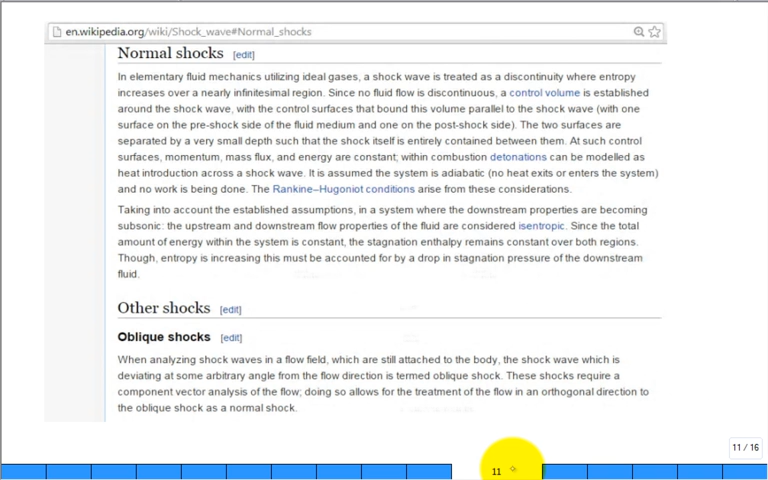 en.wikipedia.org/wiki/Shock_wave#Normal_shocks
Normal shocks [edit]
In elementary fluid mechanics utilizing ideal gases, a shock wave is treated as a discontinuity where entropy
increases over a nearly infinitesimal region. Since no fluid flow is discontinuous, a control volume is established
around the shock wave, with the control surfaces that bound this volume parallel to the shock wave (with one
surface on the pre-shock side of the fluid medium and one on the post-shock side). The two surfaces are
separated by a very small depth such that the shock itself is entirely contained between them. At such control
surfaces, momentum, mass flux, and energy are constant; within combustion detonations can be modelled as
heat introduction across a shock wave. It is assumed the system is adiabatic (no heat exits or enters the system)
and no work is being done. The Rankine–Hugoniot conditions arise from these considerations.
Taking into account the established assumptions, in a system where the downstream properties are becoming
subsonic: the upstream and downstream flow properties of the fluid are considered isentropic. Since the total
amount of energy within the system is constant, the stagnation enthalpy remains constant over both regions.
Though, entropy is increasing this must be accounted for by a drop in stagnation pressure of the downstream
fluid.
Other shocks [edit]
Oblique shocks [edit]
When analyzing shock waves in a flow field, which are still attached to the body, the shock wave which is
deviating at some arbitrary angle from the flow direction is termed oblique shock. These shocks require a
component vector analysis of the flow; doing so allows for the treatment of the flow in an orthogonal direction to
the oblique shock as a normal shock.
11 / 16
11